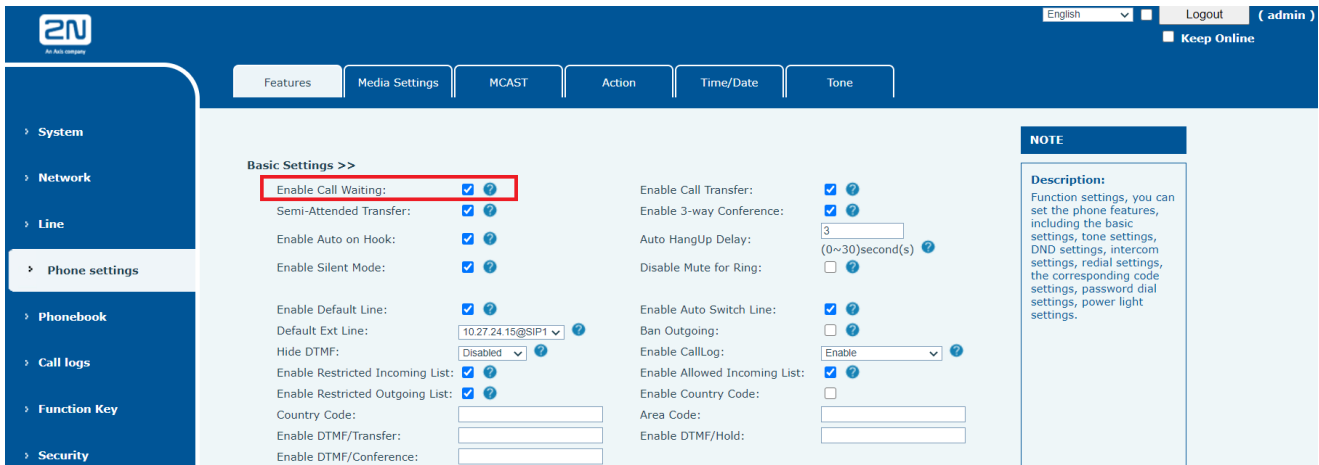 English
Logout
( admin )
2N
An Axis company
Keep Online
Features
Media Settings
MCAST
Action
Time/Date
Tone
› System
› Network
› Line
› Phone settings
› Phonebook
› Call logs
› Function Key
› Security
Basic Settings >>
Enable Call Waiting: ?
Enable Call Transfer: ?
Semi-Attended Transfer: ?
Enable 3-way Conference: ?
Enable Auto on Hook: ?
Auto HangUp Delay: 3
(0~30)second(s) ?
Enable Silent Mode: ?
Disable Mute for Ring: ?
Enable Default Line: ?
Enable Auto Switch Line: ?
Default Ext Line: 10.27.24.15@SIP1 ?
Ban Outgoing: ?
Hide DTMF: Disabled ?
Enable CallLog: Enable ?
Enable Restricted Incoming List: ?
Enable Allowed Incoming List: ?
Enable Restricted Outgoing List: ?
Enable Country Code:
Country Code:
Area Code:
Enable DTMF/Transfer:
Enable DTMF/Hold:
Enable DTMF/Conference:
NOTE
Description:
Function settings, you can
set the phone features,
including the basic
settings, tone settings,
DND settings, intercom
settings, redial settings,
the corresponding code
settings, password dial
settings, power light
settings.